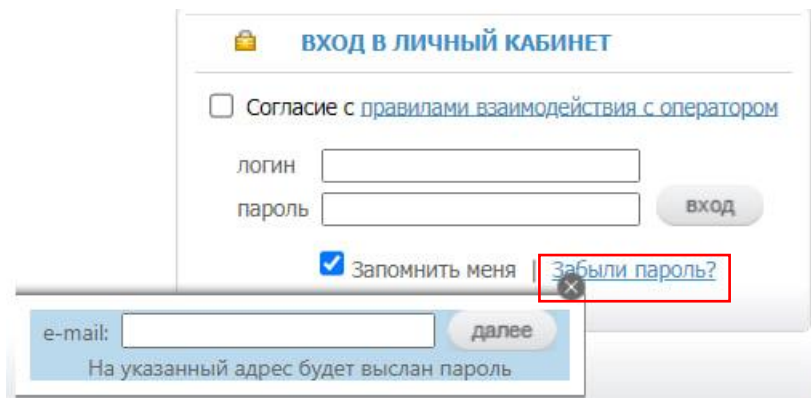 ВХОД В ЛИЧНЫЙ КАБИНЕТ
Согласие с правилами взаимодействия с оператором
логин
пароль
вход
Запомнить меня | Забыли пароль?
e-mail:
далее
На указанный адрес будет выслан пароль